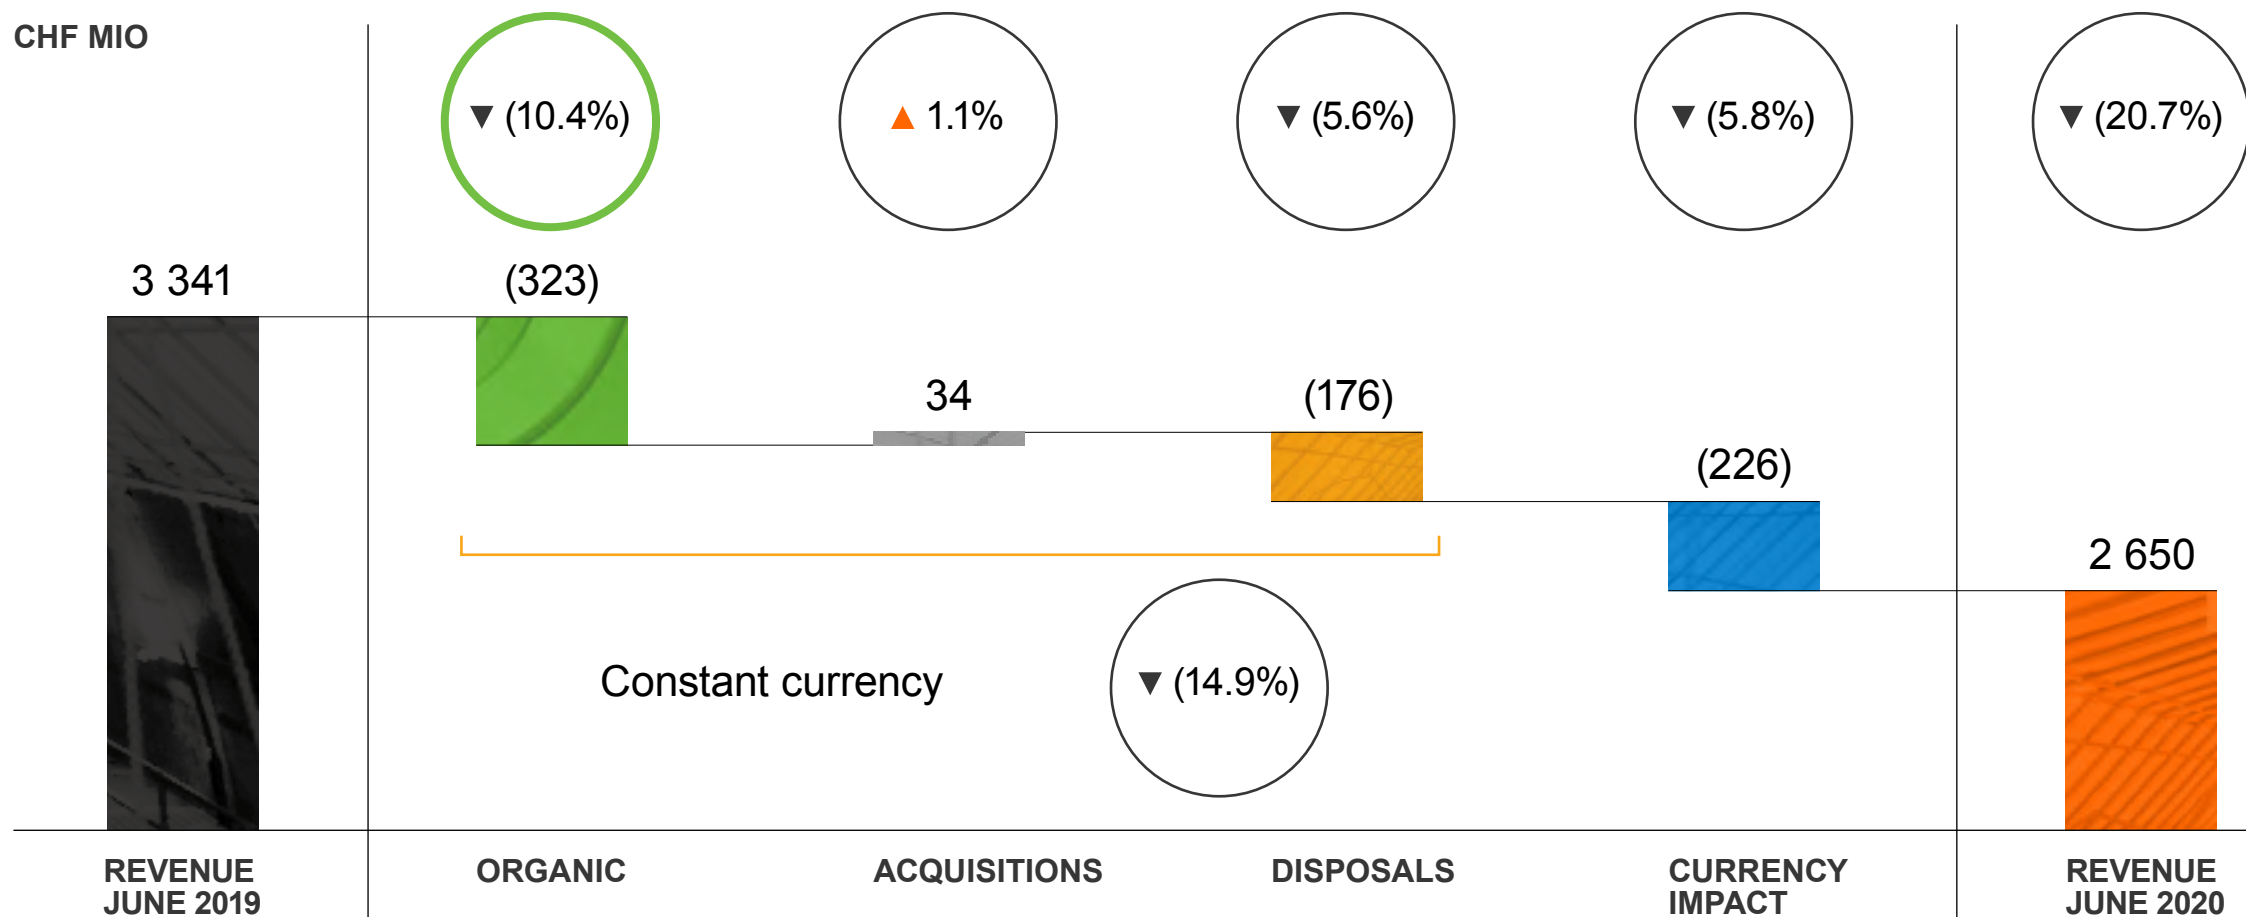 CHF MIO
▼ (10.4%)
▲ 1.1%
▼ (5.6%)
▼ (5.8%)
▼ (20.7%)
3 341
(323)
34
(176)
(226)
2 650
Constant currency
▼ (14.9%)
REVENUE
JUNE 2019
ORGANIC
ACQUISITIONS
DISPOSALS
CURRENCY
IMPACT
REVENUE
JUNE 2020